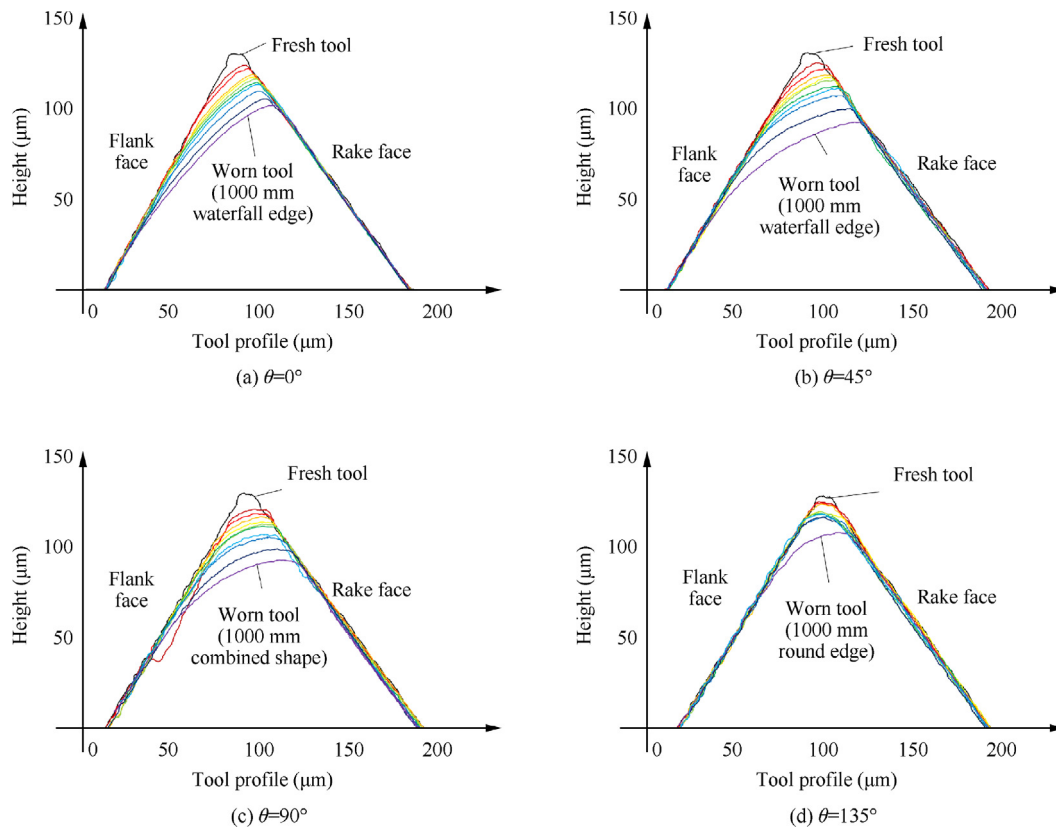 150
100
50
Height (μm)
Fresh tool
Flank
face
Rake face
Worn tool
(1000 mm
waterfall edge)
0 50 100 150 200
Tool profile (μm)
(a) θ=0°
150
100
50
Height (μm)
Fresh tool
Flank
face
Rake face
Worn tool
(1000 mm
waterfall edge)
0 50 100 150 200
Tool profile (μm)
(b) θ=45°
150
100
50
Height (μm)
Fresh tool
Flank
face
Rake face
Worn tool
(1000 mm
combined shape)
0 50 100 150 200
Tool profile (μm)
(c) θ=90°
150
100
50
Height (μm)
Fresh tool
Flank
face
Rake face
Worn tool
(1000 mm
round edge)
0 50 100 150 200
Tool profile (μm)
(d) θ=135°